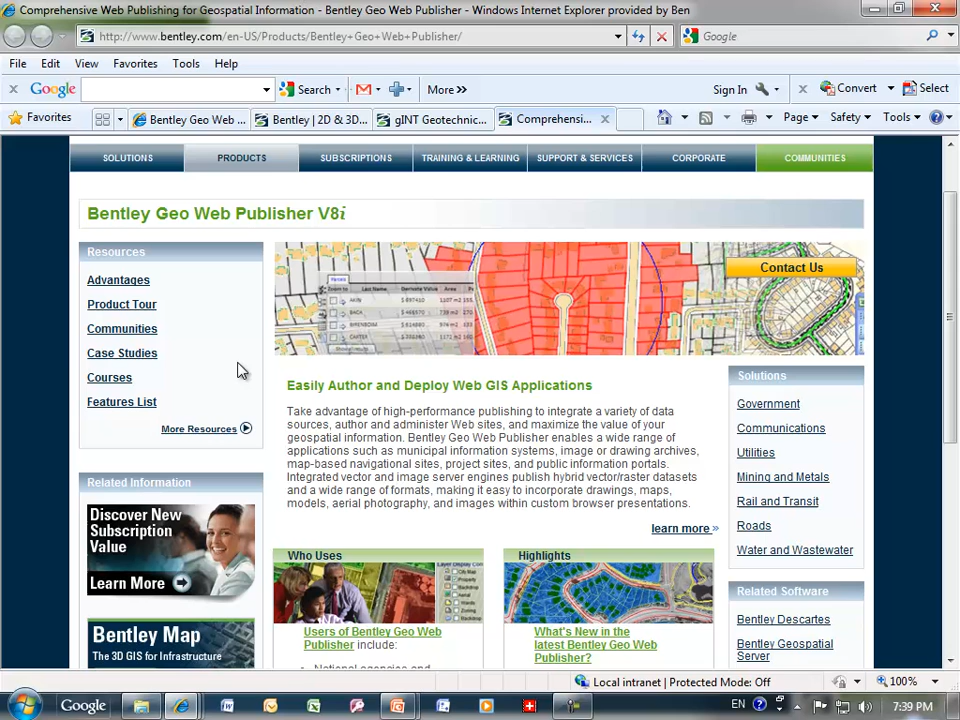 Comprehensive Web Publishing for Geospatial Information - Bentley Geo Web Publisher - Windows Internet Explorer provided by Ben
http://www.bentley.com/en-US/Products/Bentley+Geo+Web+Publisher/
Google
File Edit View Favorites Tools Help
Google Search More >> Sign In Convert Select
Favorites Bentley Geo Web ... Bentley | 2D & 3D... gINT Geotechnic... Comprehensi... Page Safety Tools
SOLUTIONS PRODUCTS SUBSCRIPTIONS TRAINING & LEARNING SUPPORT & SERVICES CORPORATE COMMUNITIES
Bentley Geo Web Publisher V8i
Resources
Advantages
Product Tour
Communities
Case Studies
Courses
Features List
More Resources
Related Information
Discover New
Subscription
Value
Learn More
Bentley Map
The 3D GIS for Infrastructure
Contact Us
Easily Author and Deploy Web GIS Applications
Take advantage of high-performance publishing to integrate a variety of data
sources, author and administer Web sites, and maximize the value of your
geospatial information. Bentley Geo Web Publisher enables a wide range of
applications such as municipal information systems, image or drawing archives,
map-based navigational sites, project sites, and public information portals.
Integrated vector and image server engines publish hybrid vector/raster datasets
and a wide range of formats, making it easy to incorporate drawings, maps,
models, aerial photography, and images within custom browser presentations.
learn more »
Who Uses
Users of Bentley Geo Web
Publisher include:
National agencies and
Highlights
What's New in the
latest Bentley Geo Web
Publisher?
Solutions
Government
Communications
Utilities
Mining and Metals
Rail and Transit
Roads
Water and Wastewater
Related Software
Bentley Descartes
Bentley Geospatial
Server
Local intranet | Protected Mode: Off 100%
Google EN 7:39 PM